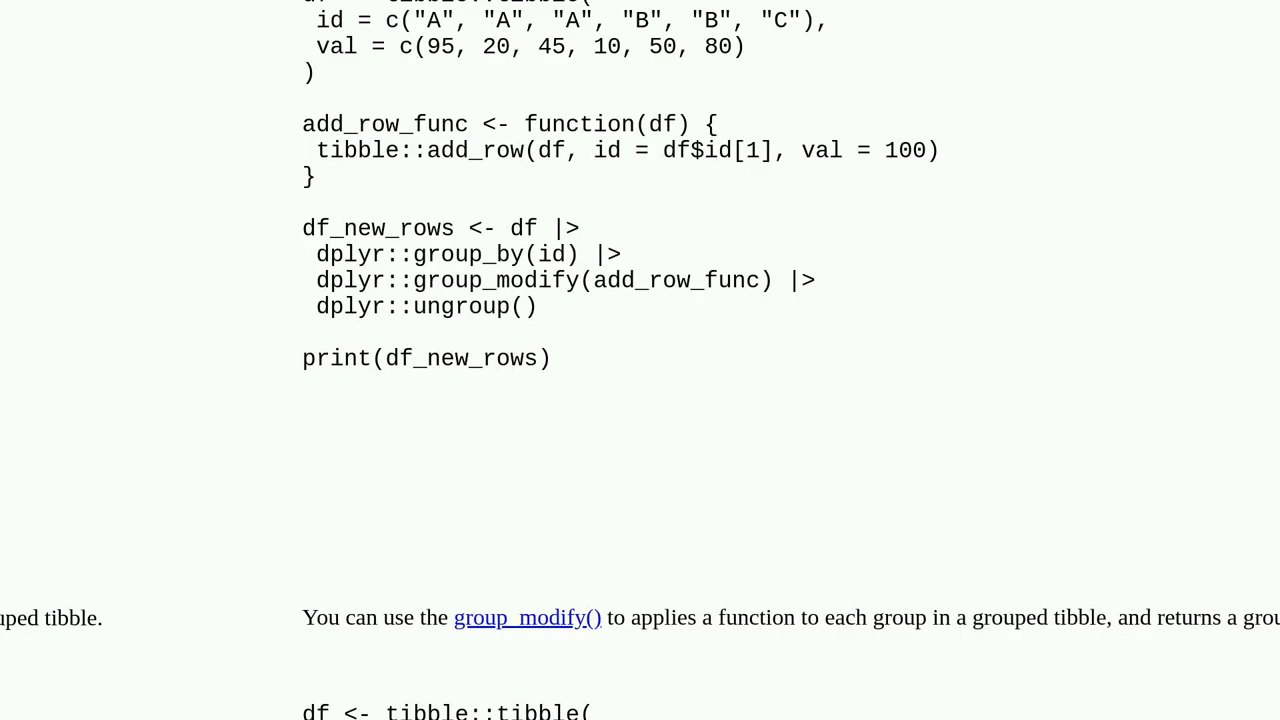 id = c("A", "A", "A", "B", "B", "C"),
val = c(95, 20, 45, 10, 50, 80)
)
add_row_func <- function(df) {
tibble::add_row(df, id = df$id[1], val = 100)
}
df_new_rows <- df |>
dplyr::group_by(id) |>
dplyr::group_modify(add_row_func) |>
dplyr::ungroup()
print(df_new_rows)
tibble. You can use the group_modify() to applies a function to each group in a grouped tibble, and returns a
df <- tibble::tibble(